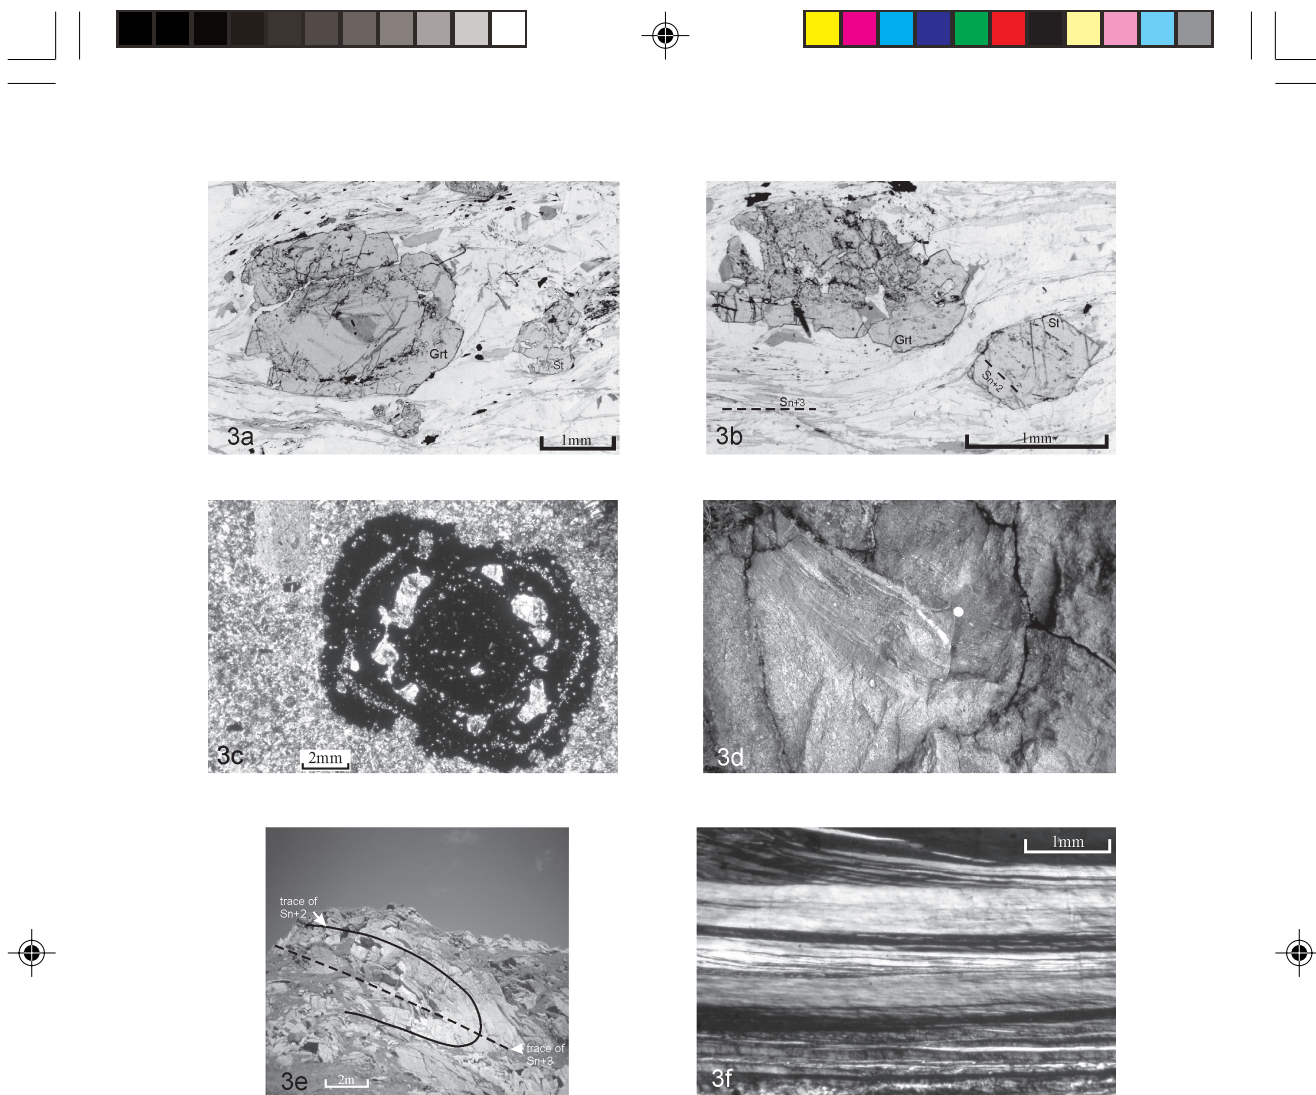 Grt
St
3a
1mm
St
Grt
Sn+2
Sn+3
3b
1mm
3c
2mm
3d
trace of
Sn+2
trace of
Sn+3
3e
2m
1mm
3f